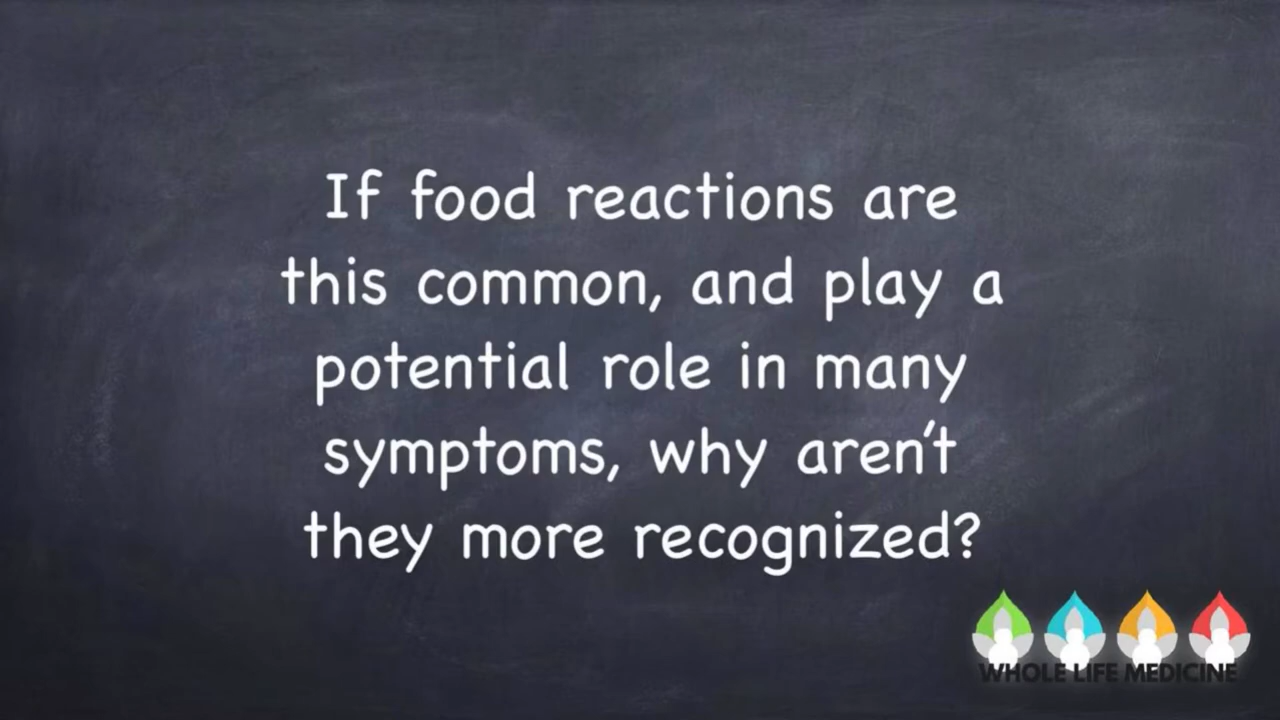 If food reactions are
this common, and play a
potential role in many
symptoms, why aren't
they more recognized?
WHOLE LIFE MEDICINE